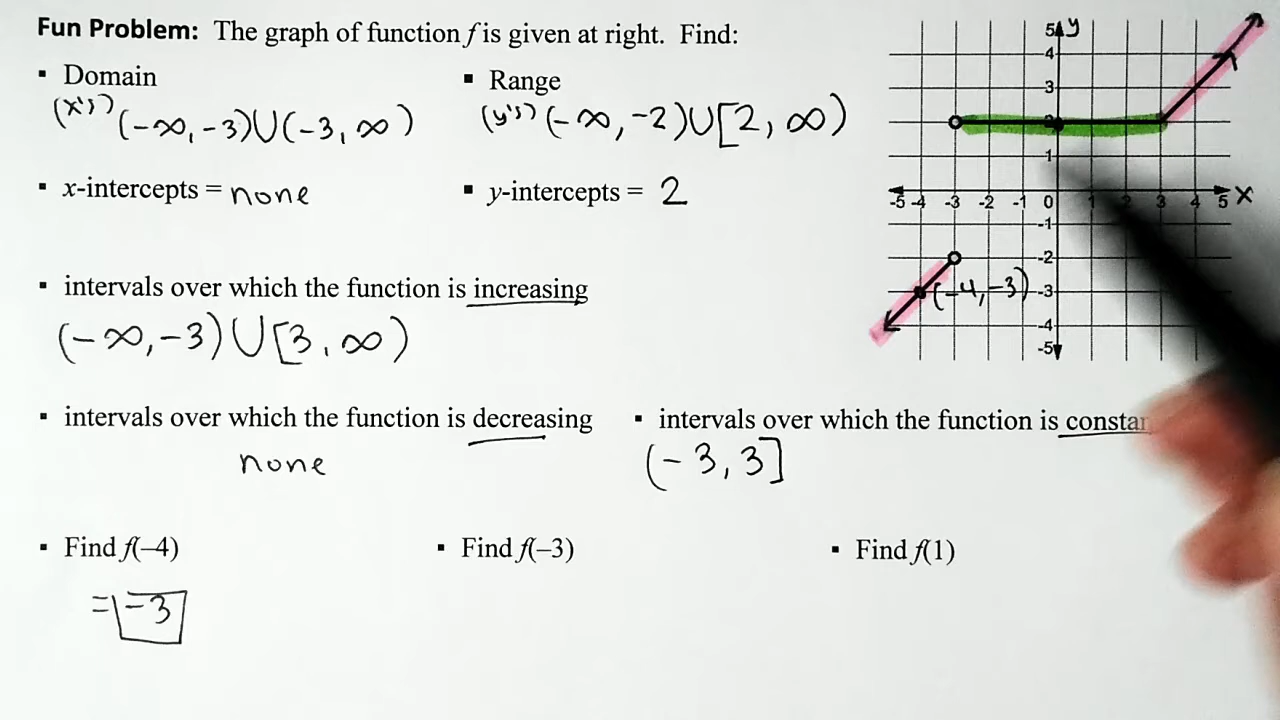 Fun Problem: The graph of function f is given at right. Find:
▪ Domain
(x's) (-∞, -3)∪(-3, ∞)
▪ Range
(y's) (-∞, -2)∪[2, ∞)
▪ x-intercepts = none
▪ y-intercepts = 2
▪ intervals over which the function is increasing
(-∞, -3)∪[3, ∞)
▪ intervals over which the function is decreasing
none
▪ intervals over which the function is constan
(-3, 3]
▪ Find f(–4)
= -3
▪ Find f(–3)
▪ Find f(1)
5 y
4
3
2
1
-5 -4 -3 -2 -1 0 1 2 3 4 5 x
-1
-2
(-4, -3) -3
-4
-5